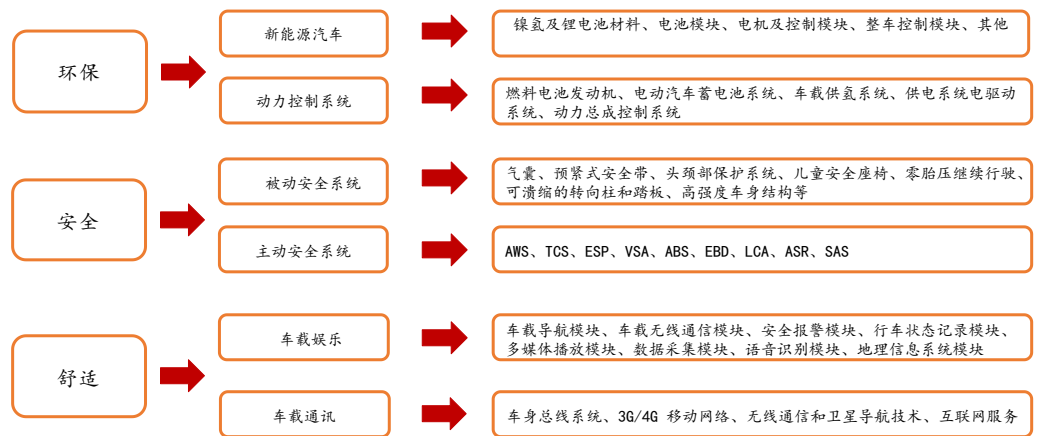 环保
新能源汽车
镍氢及锂电池材料、电池模块、电机及控制模块、整车控制模块、其他
动力控制系统
燃料电池发动机、电动汽车蓄电池系统、车载供氢系统、供电系统电驱动
系统、动力总成控制系统
安全
被动安全系统
气囊、预紧式安全带、头颈部保护系统、儿童安全座椅、零胎压继续行驶、
可溃缩的转向柱和踏板、高强度车身结构等
主动安全系统
AWS、TCS、ESP、VSA、ABS、EBD、LCA、ASR、SAS
舒适
车载娱乐
车载导航模块、车载无线通信模块、安全报警模块、行车状态记录模块、
多媒体播放模块、数据采集模块、语音识别模块、地理信息系统模块
车载通讯
车身总线系统、3G/4G 移动网络、无线通信和卫星导航技术、互联网服务